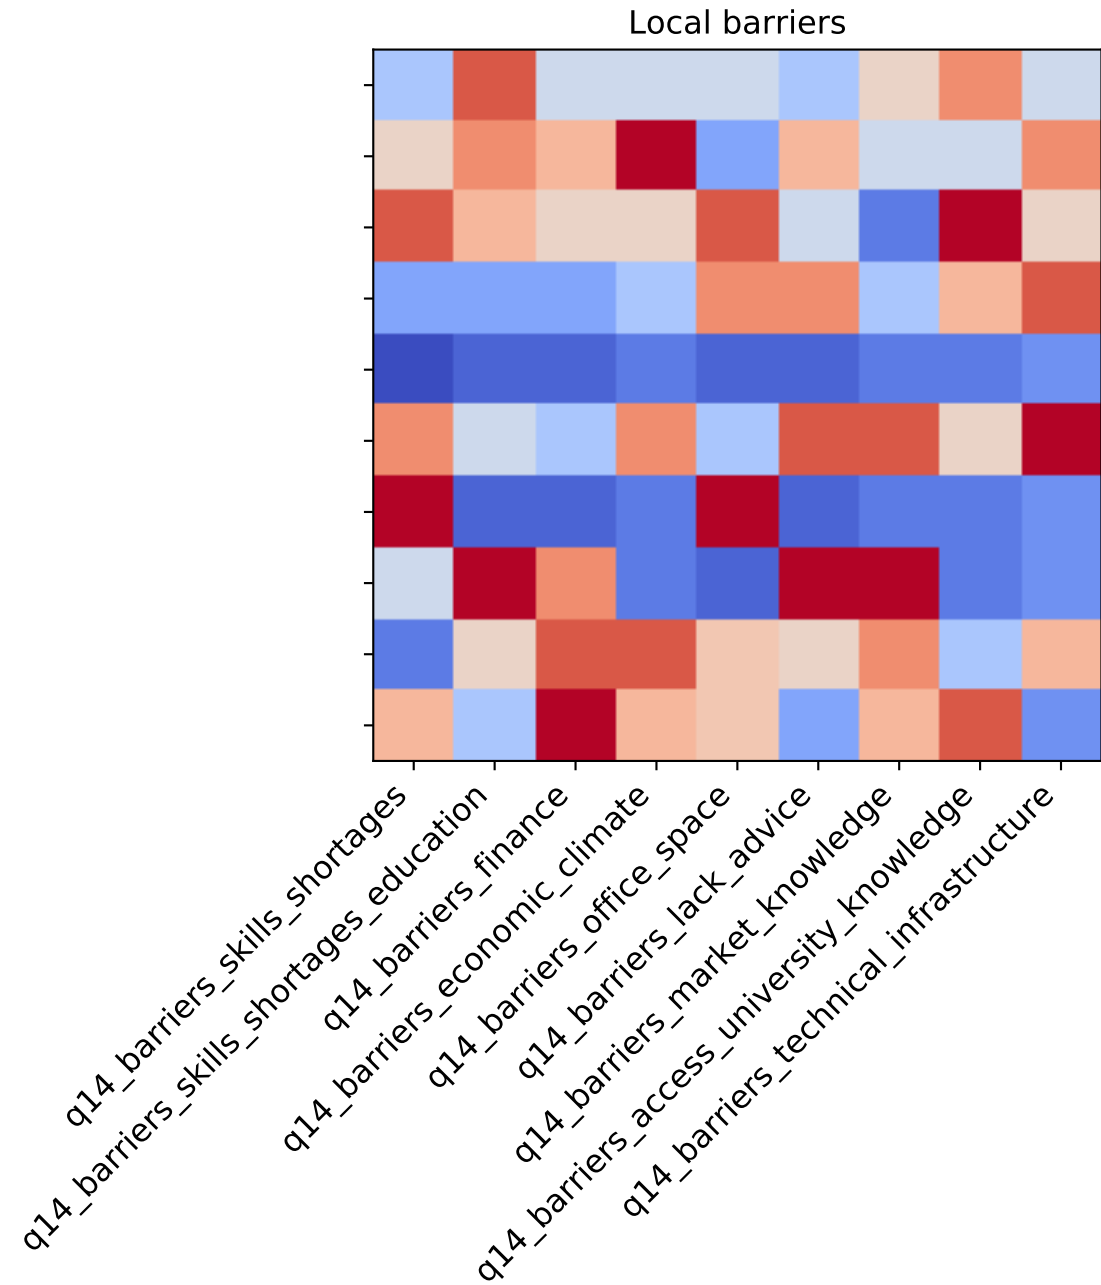 Local barriers
q14_barriers_skills_shortages
q14_barriers_skills_shortages_education
q14_barriers_finance
q14_barriers_economic_climate
q14_barriers_office_space
q14_barriers_lack_advice
q14_barriers_market_knowledge
q14_barriers_access_university_knowledge
q14_barriers_technical_infrastructure